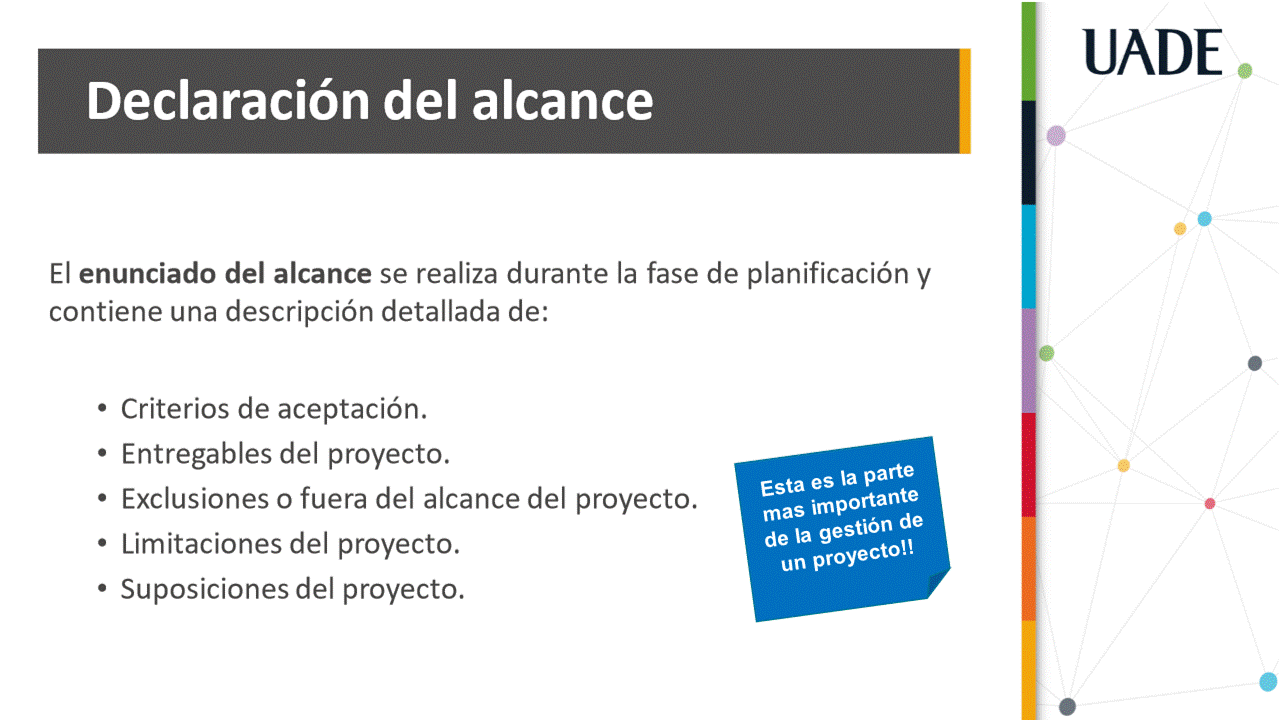 UADE
Declaración del alcance
El enunciado del alcance se realiza durante la fase de planificación y
contiene una descripción detallada de:
• Criterios de aceptación.
• Entregables del proyecto.
• Exclusiones o fuera del alcance del proyecto.
• Limitaciones del proyecto.
• Suposiciones del proyecto.
Esta es la parte
mas importante
de la gestión de
un proyecto!!